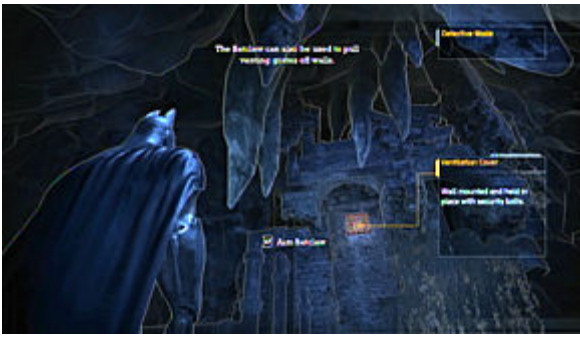 The Batclaw can also be used to pull
venting grates off walls.
Detective Mode
Ventilation Cover
Wall mounted and held in
place with security bolts.
Aim Batclaw